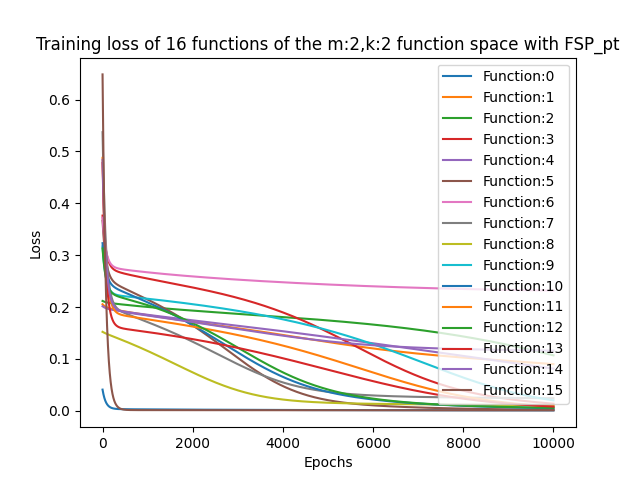 Training loss of 16 functions of the m:2,k:2 function space with FSP_pt
Loss
0.6
0.5
0.4
0.3
0.2
0.1
0.0
Function:0
Function:1
Function:2
Function:3
Function:4
Function:5
Function:6
Function:7
Function:8
Function:9
Function:10
Function:11
Function:12
Function:13
Function:14
Function:15
0 2000 4000 6000 8000 10000
Epochs